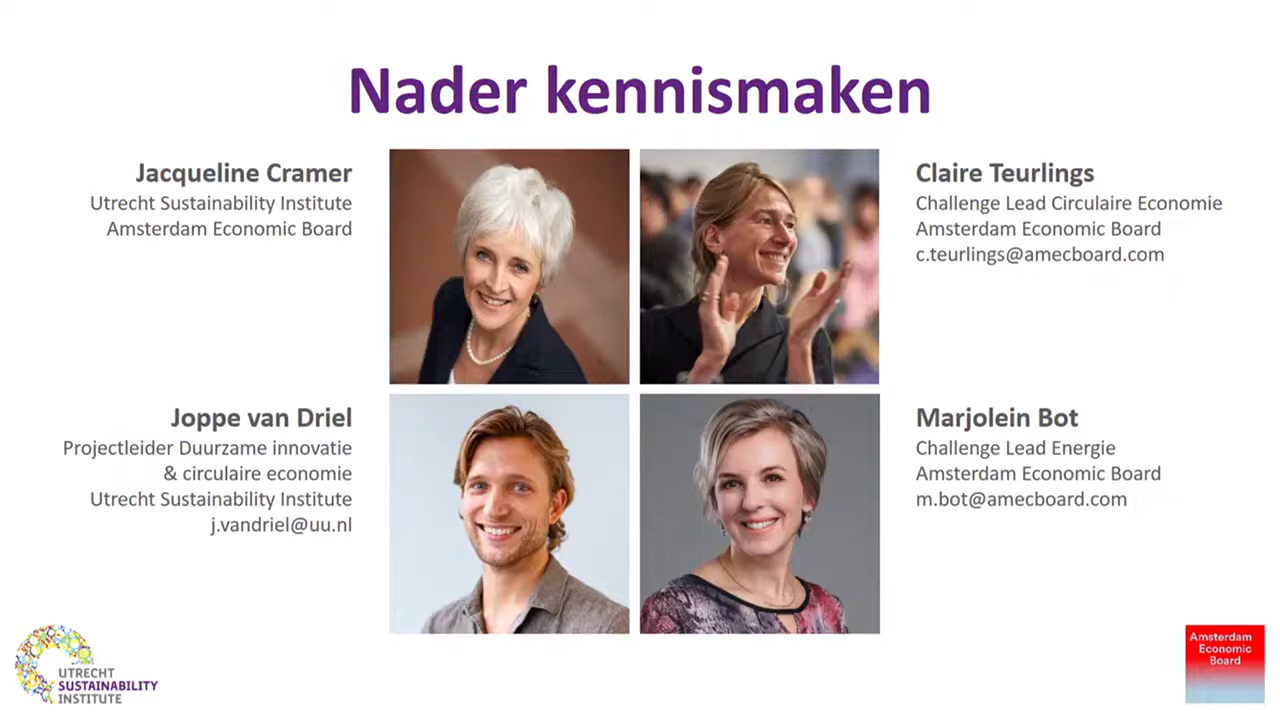 Nader kennismaken
Jacqueline Cramer
Utrecht Sustainability Institute
Amsterdam Economic Board
Claire Teurlings
Challenge Lead Circulaire Economie
Amsterdam Economic Board
c.teurlings@amecboard.com
Joppe van Driel
Projectleider Duurzame innovatie
& circulaire economie
Utrecht Sustainability Institute
j.vandriel@uu.nl
Marjolein Bot
Challenge Lead Energie
Amsterdam Economic Board
m.bot@amecboard.com
UTRECHT
SUSTAINABILITY
INSTITUTE
Amsterdam
Economic
Board